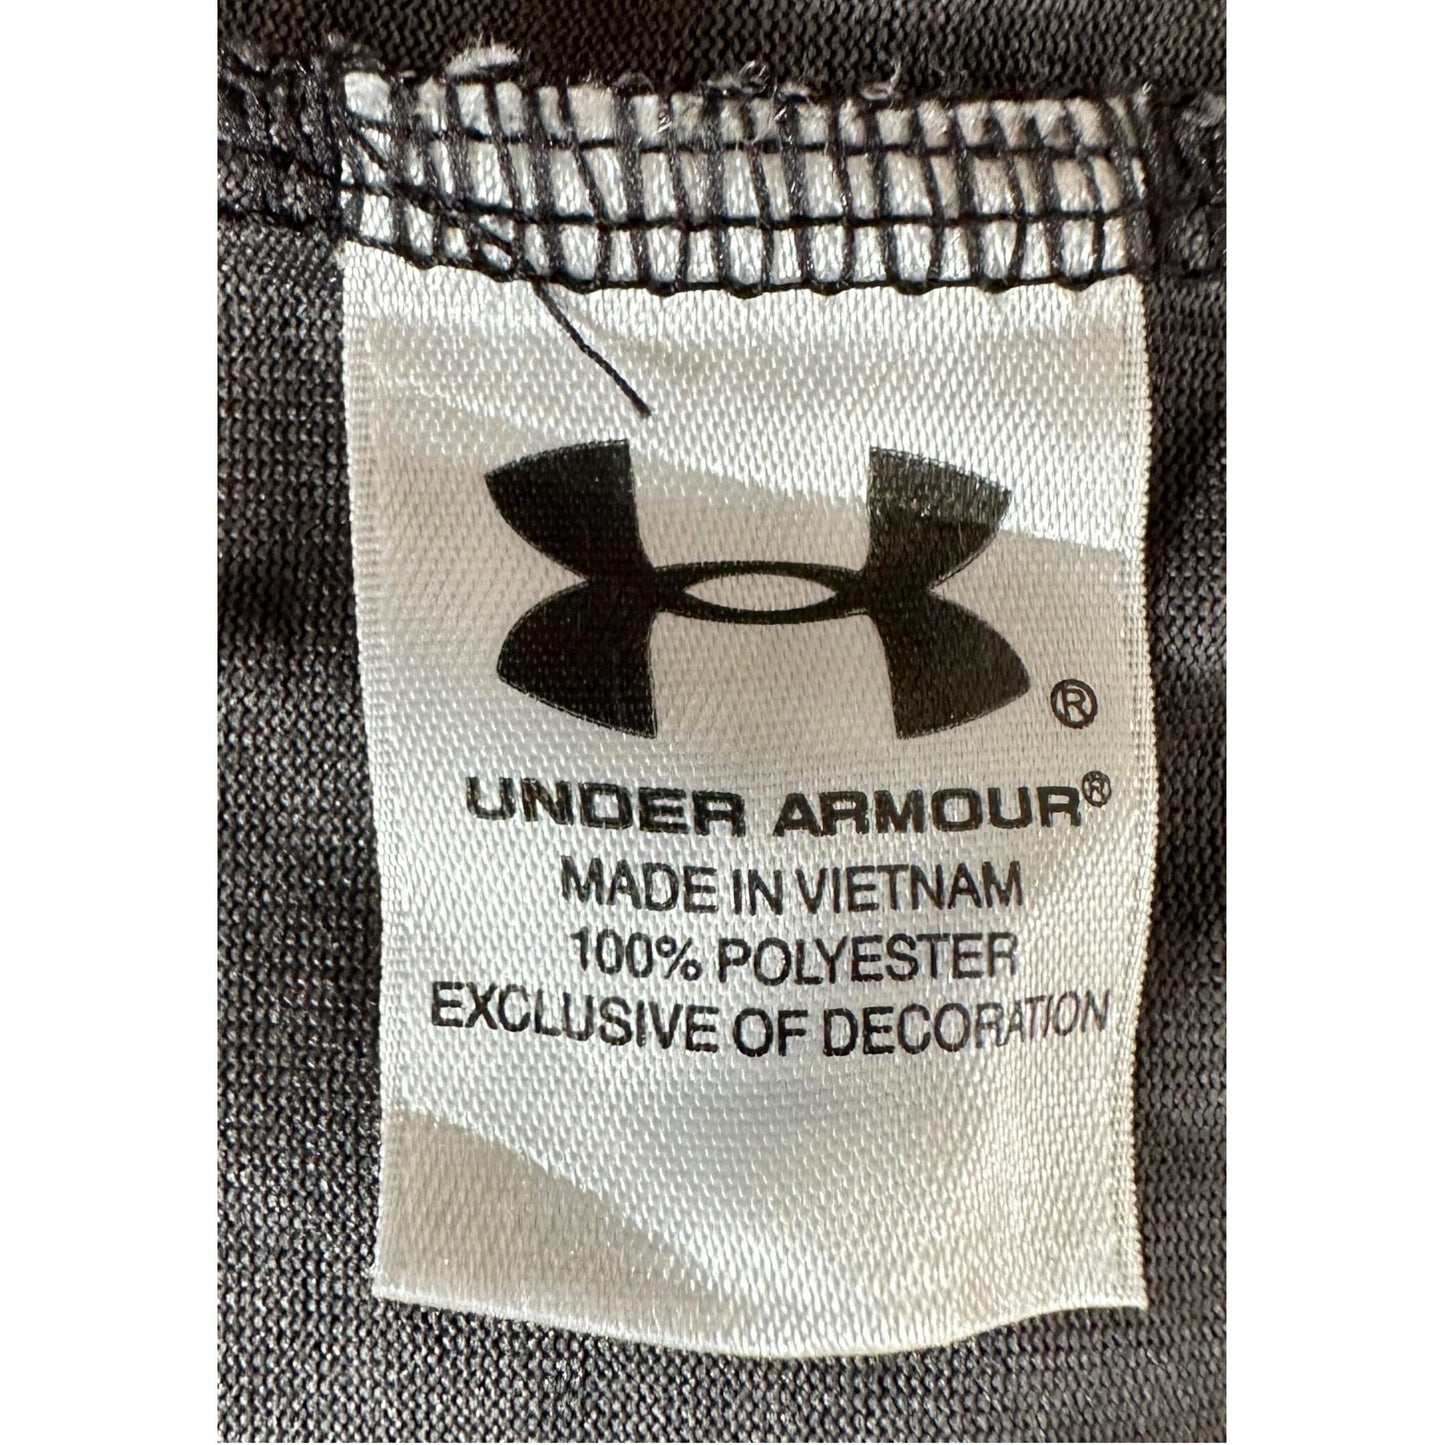 ®
UNDER ARMOUR®
MADE IN VIETNAM
100% POLYESTER
EXCLUSIVE OF DECORATION